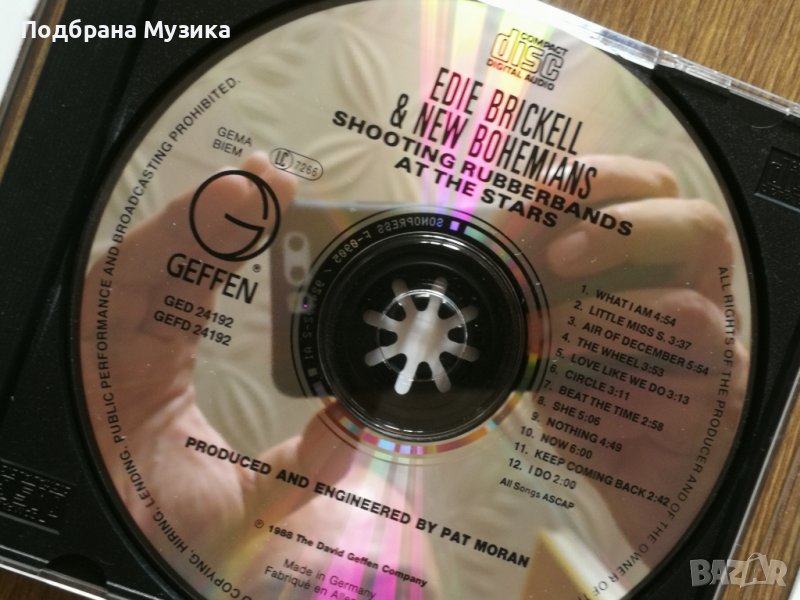 Подбрана Музика
COMPACT
disc
DIGITAL AUDIO
EDIE BRICKELL
& NEW BOHEMIANS
SHOOTING RUBBERBANDS
AT THE STARS
GEMA
BIEM
LC 7266
GEFFEN®
GED 24192
GEFD 24192
1. WHAT I AM 4:54
2. LITTLE MISS S. 3:37
3. AIR OF DECEMBER 5:54
4. THE WHEEL 3:53
5. LOVE LIKE WE DO 3:13
6. CIRCLE 3:11
7. BEAT THE TIME 2:58
8. SHE 5:06
9. NOTHING 4:49
10. NOW 6:00
11. KEEP COMING BACK 2:42
12. I DO 2:00
All Songs ASCAP
PRODUCED AND ENGINEERED BY PAT MORAN
℗ 1988 The David Geffen Company
Made in Germany
Fabriqué en
ALL RIGHTS OF THE PRODUCER AND OF THE OWNER OF
COPYING, HIRING, LENDING, PUBLIC PERFORMANCE AND BROADCASTING PROHIBITED.
SONOPRESS
BAZAR